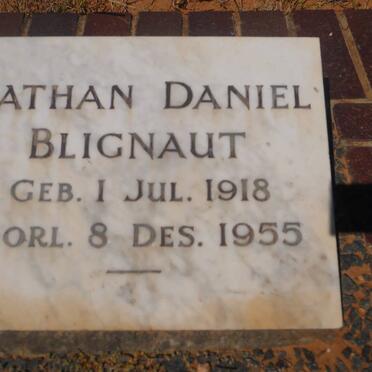 ATHAN DANIEL
BLIGNAUT
GEB. 1 JUL. 1918
ORL. 8 DES. 1955